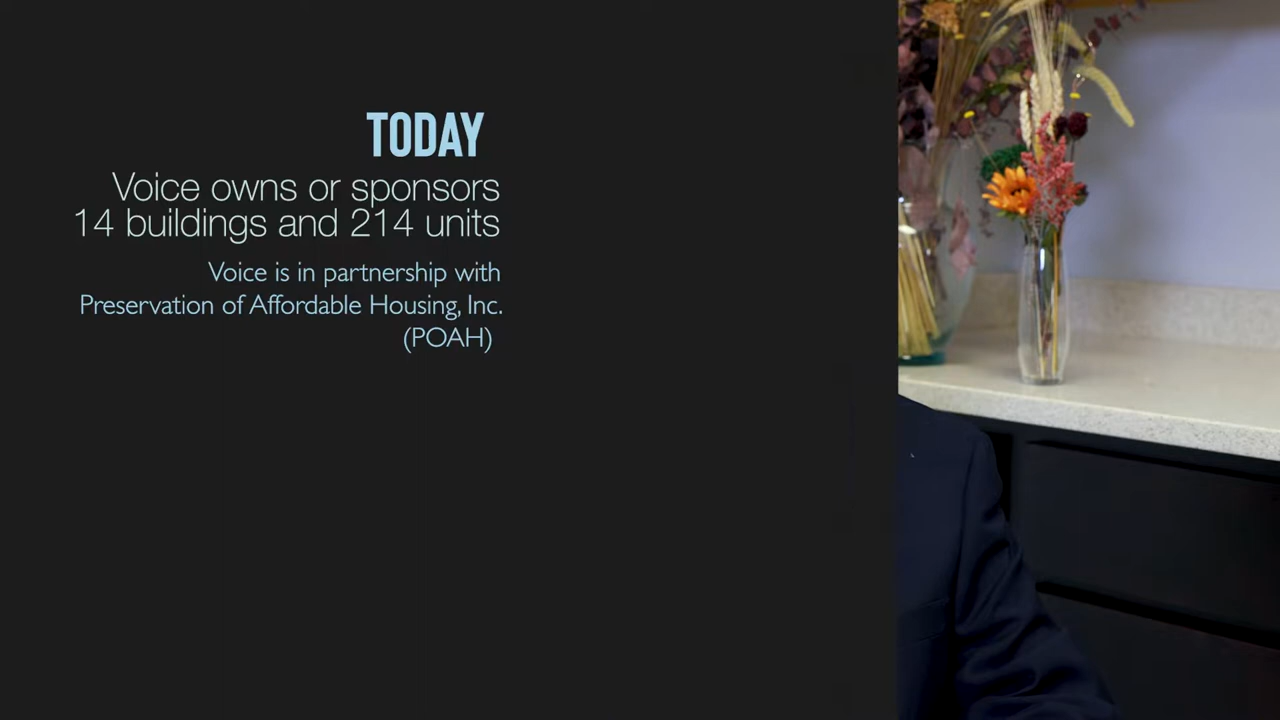 TODAY
Voice owns or sponsors
14 buildings and 214 units
Voice is in partnership with
Preservation of Affordable Housing, Inc.
(POAH)